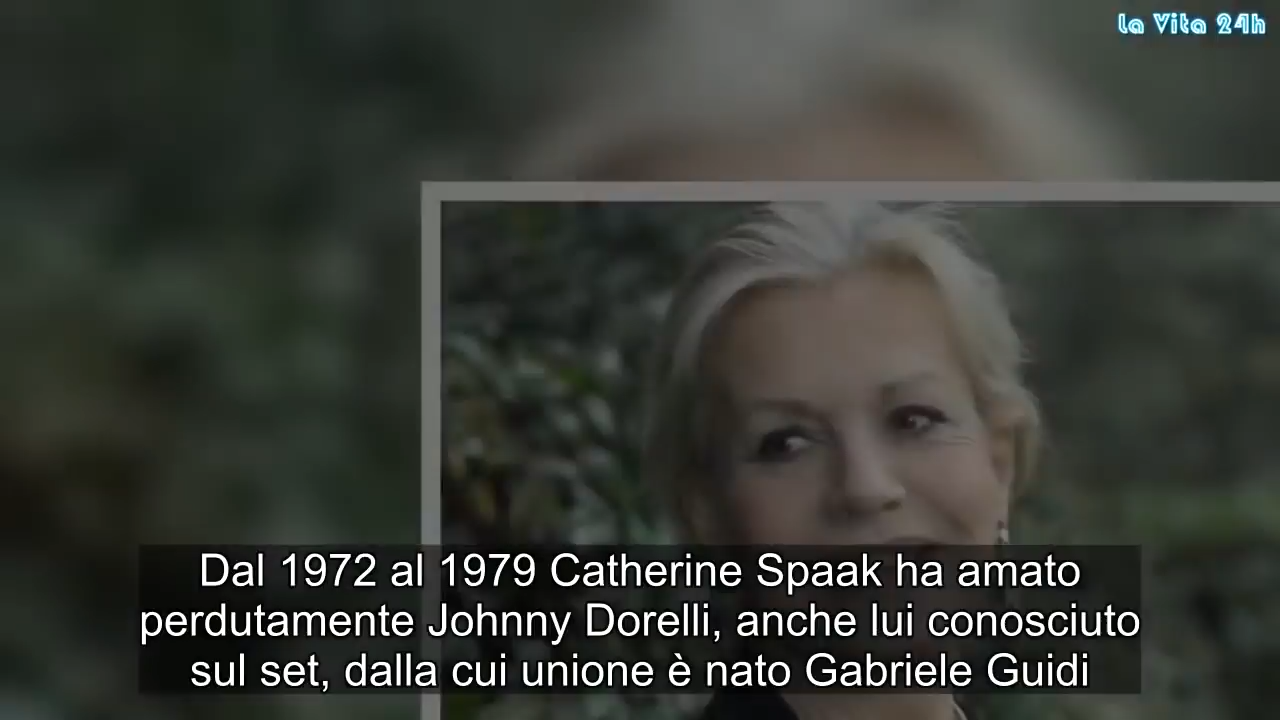 La Vita 24h
Dal 1972 al 1979 Catherine Spaak ha amato
perdutamente Johnny Dorelli, anche lui conosciuto
sul set, dalla cui unione è nato Gabriele Guidi